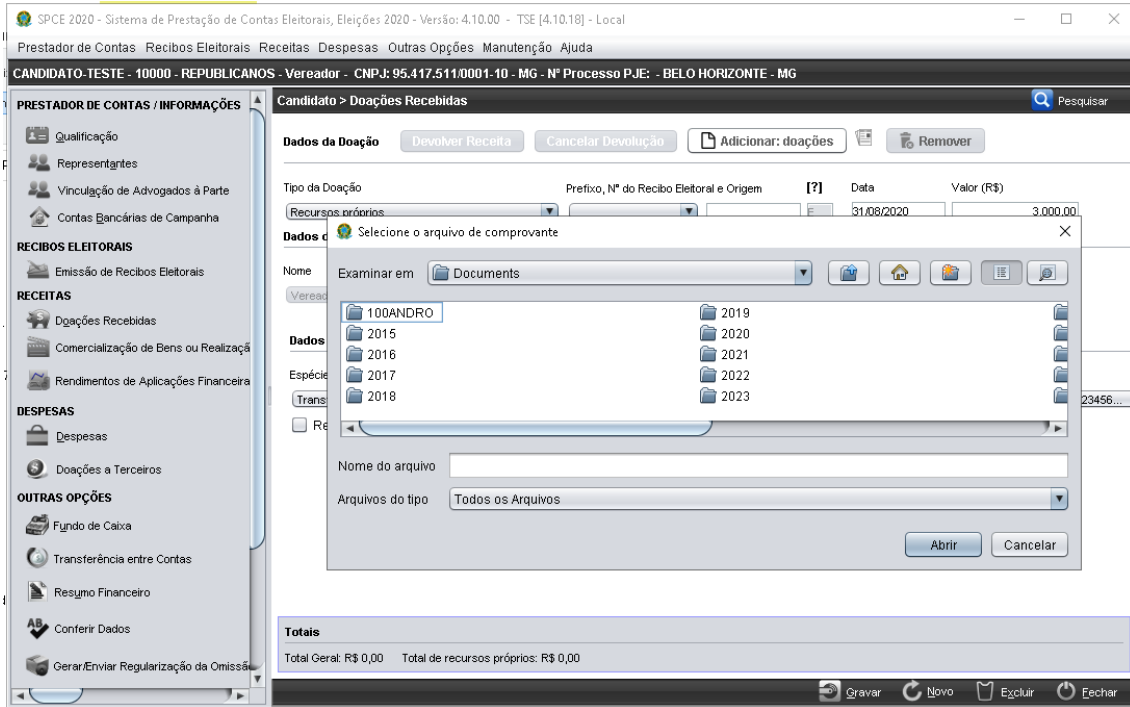 SPCE 2020 - Sistema de Prestação de Contas Eleitorais, Eleições 2020 - Versão: 4.10.00 - TSE [4.10.18] - Local
Prestador de Contas Recibos Eleitorais Receitas Despesas Outras Opções Manutenção Ajuda
CANDIDATO-TESTE - 10000 - REPUBLICANOS - Vereador - CNPJ: 95.417.511/0001-10 - MG - Nº Processo PJE: - BELO HORIZONTE - MG
PRESTADOR DE CONTAS / INFORMAÇÕES
Qualificação
Representantes
Vinculação de Advogados à Parte
Contas Bancárias de Campanha
RECIBOS ELEITORAIS
Emissão de Recibos Eleitorais
RECEITAS
Doações Recebidas
Comercialização de Bens ou Realizaçã
Rendimentos de Aplicações Financeira
DESPESAS
Despesas
Doações a Terceiros
OUTRAS OPÇÕES
Fundo de Caixa
Transferência entre Contas
Resumo Financeiro
Conferir Dados
Gerar/Enviar Regularização da Omissã
Candidato > Doações Recebidas
Pesquisar
Dados da Doação Devolver Receita Cancelar Devolução Adicionar: doações Remover
Tipo da Doação Prefixo, Nº do Recibo Eleitoral e Origem [?] Data Valor (R$)
Recursos próprios F 31/08/2020 3.000,00
Dados d
Nome
Veread
Dados
Espécie
Trans 23456...
Re
Selecione o arquivo de comprovante
Examinar em Documents
100ANDRO 2019
2015 2020
2016 2021
2017 2022
2018 2023
Nome do arquivo
Arquivos do tipo Todos os Arquivos
Abrir Cancelar
Totais
Total Geral: R$ 0,00 Total de recursos próprios: R$ 0,00
Gravar Novo Excluir Fechar